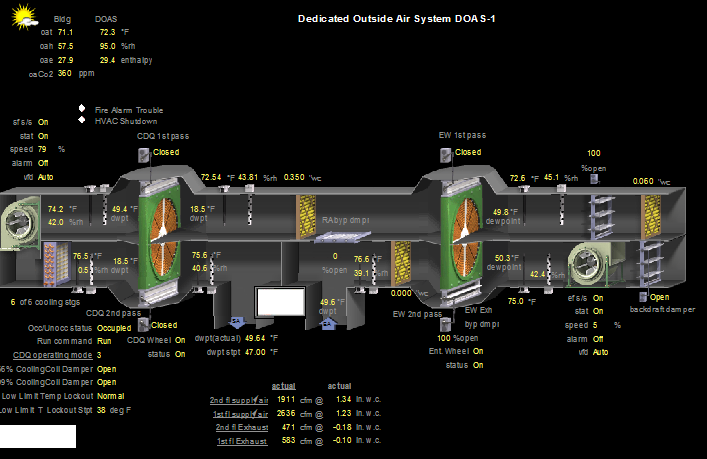 Dedicated Outside Air System DOAS-1
Bldg DOAS
oat 71.1 72.3 °F
oah 57.5 95.0 %rh
oae 27.9 29.4 enthalpy
oaCo2 360 ppm
Fire Alarm Trouble
HVAC Shutdown
sf s/s On
stat On
speed 79 %
alarm Off
vfd Auto
CDQ 1st pass
Closed
EW 1st pass
Closed
100
%open
72.54 °F 43.81 %rh 0.350 "wc
72.6 °F 45.1 %rh
0.060 "wc
74.2 °F
42.0 %rh
49.4 °F
dwpt
18.5 °F
dwpt
RA byp dmpr
49.8 °F
dewpoint
76.5 °F
%rh
18.5 °F
dwpt
75.6 °F
40.6 %rh
0
%open
76.6 °F
39.1 %rh
50.3 °F
dewpoint
42.4 %rh
0.000 "wc
75.0 °F
49.6 °F
dwpt
SA
EA
6 of 6 cooling stgs
CDQ 2nd pass
Closed
EW 2nd pass
EW Exh
byp dmpr
100 %open
Open
backdraft damper
ef s/s On
stat On
speed 5 %
alarm Off
vfd Auto
Occ/Unocc status Occupied
Run command Run
CDQ operating mode 3
CDQ Wheel On
status On
dwpt(actual) 49.64 °F
dwpt stpt 47.00 °F
Ent. Wheel On
status On
6% CoolingCoil Damper Open
9% CoolingCoil Damper Open
Low Limit Temp Lockout Normal
Low Limit T Lockout Stpt 38 deg F
actual actual
2nd fl supply air 1911 cfm @ 1.34 In. w.c.
1st fl supply air 2636 cfm @ 1.23 In. w.c.
2nd fl Exhaust 471 cfm @ -0.18 In. w.c.
1st fl Exhaust 583 cfm @ -0.10 In. w.c.